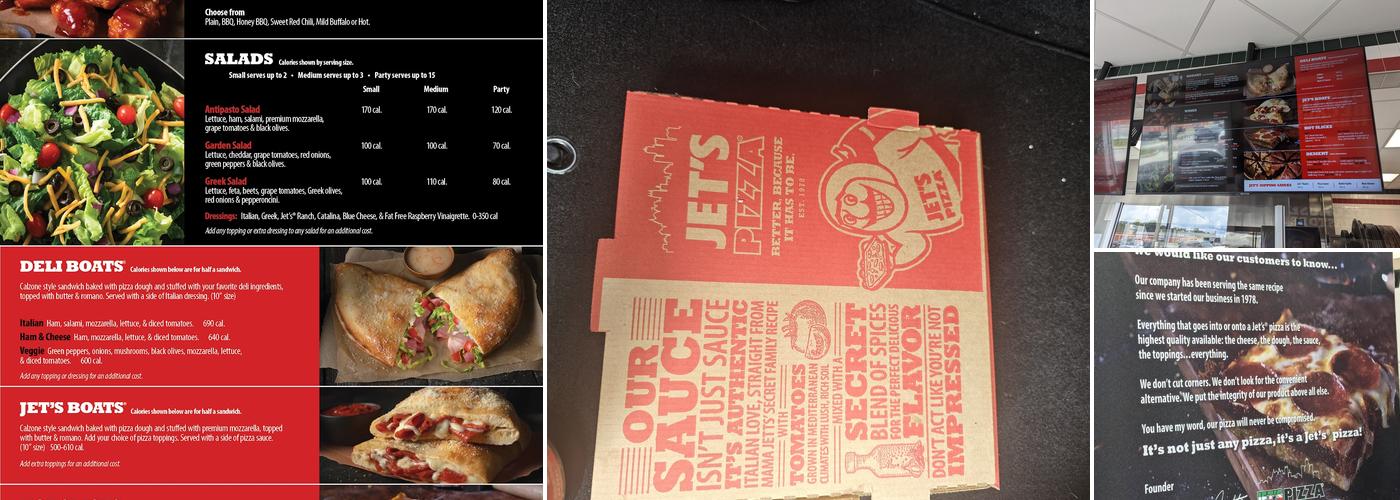 Choose from
Plain, BBQ, Honey BBQ, Sweet Red Chili, Mild Buffalo or Hot.
SALADS Calories shown by serving size.
Small serves up to 2 • Medium serves up to 3 • Party serves up to 15
Small Medium Party
Antipasto Salad 170 cal. 170 cal. 120 cal.
Lettuce, ham, salami, premium mozzarella,
grape tomatoes & black olives.
Garden Salad 100 cal. 100 cal. 70 cal.
Lettuce, cheddar, grape tomatoes, red onions,
green peppers & black olives.
Greek Salad 100 cal. 110 cal. 80 cal.
Lettuce, feta, beets, grape tomatoes, Greek olives,
red onions & pepperoncini.
Dressings: Italian, Greek, Jet's® Ranch, Catalina, Blue Cheese, & Fat Free Raspberry Vinaigrette. 0-350 cal
Add any topping or extra dressing to any salad for an additional cost.
DELI BOATS® Calories shown below are for half a sandwich.
Calzone style sandwich baked with pizza dough and stuffed with your favorite deli ingredients,
topped with butter & romano. Served with a side of Italian dressing. (10" size)
Italian Ham, salami, mozzarella, lettuce, & diced tomatoes. 690 cal.
Ham & Cheese Ham, mozzarella, lettuce, & diced tomatoes. 640 cal.
Veggie Green peppers, onions, mushrooms, black olives, mozzarella, lettuce,
& diced tomatoes. 600 cal.
Add any topping or dressing for an additional cost.
JET'S BOATS® Calories shown below are for half a sandwich.
Calzone style sandwich baked with pizza dough and stuffed with premium mozzarella, topped
with butter & romano. Add your choice of pizza toppings. Served with a side of pizza sauce.
(10" size) 500-610 cal.
Add extra toppings for an additional cost.
JET'S
PIZZA®
BETTER, BECAUSE
IT HAS TO BE.
EST. 1978
JET'S
PIZZA
OUR
SAUCE
ISN'T JUST SAUCE
IT'S AUTHENTIC
ITALIAN LOVE, STRAIGHT FROM
MAMA JETT'S SECRET FAMILY RECIPE
WITH
TOMATOES
GROWN IN MEDITERRANEAN
CLIMATES WITH LUSH, RICH SOIL
MIXED WITH A
SECRET
BLEND OF SPICES
FOR THE PERFECT DELICIOUS
FLAVOR
DON'T ACT LIKE YOU'RE NOT
IMPRESSED
DELI BOATS
JET'S BOATS
HOT SLICES
DESSERT
We would like our customers to know...
Our company has been serving the same recipe
since we started our business in 1978.
Everything that goes into or onto a Jet's® pizza is the
highest quality available: the cheese, the dough, the sauce,
the toppings...everything.
We don't cut corners. We don't look for the convenient
alternative. We put the integrity of our product above all else.
You have my word, our pizza will never be compromised.
It's not just any pizza, it's a Jet's® pizza!
Founder
PIZZA